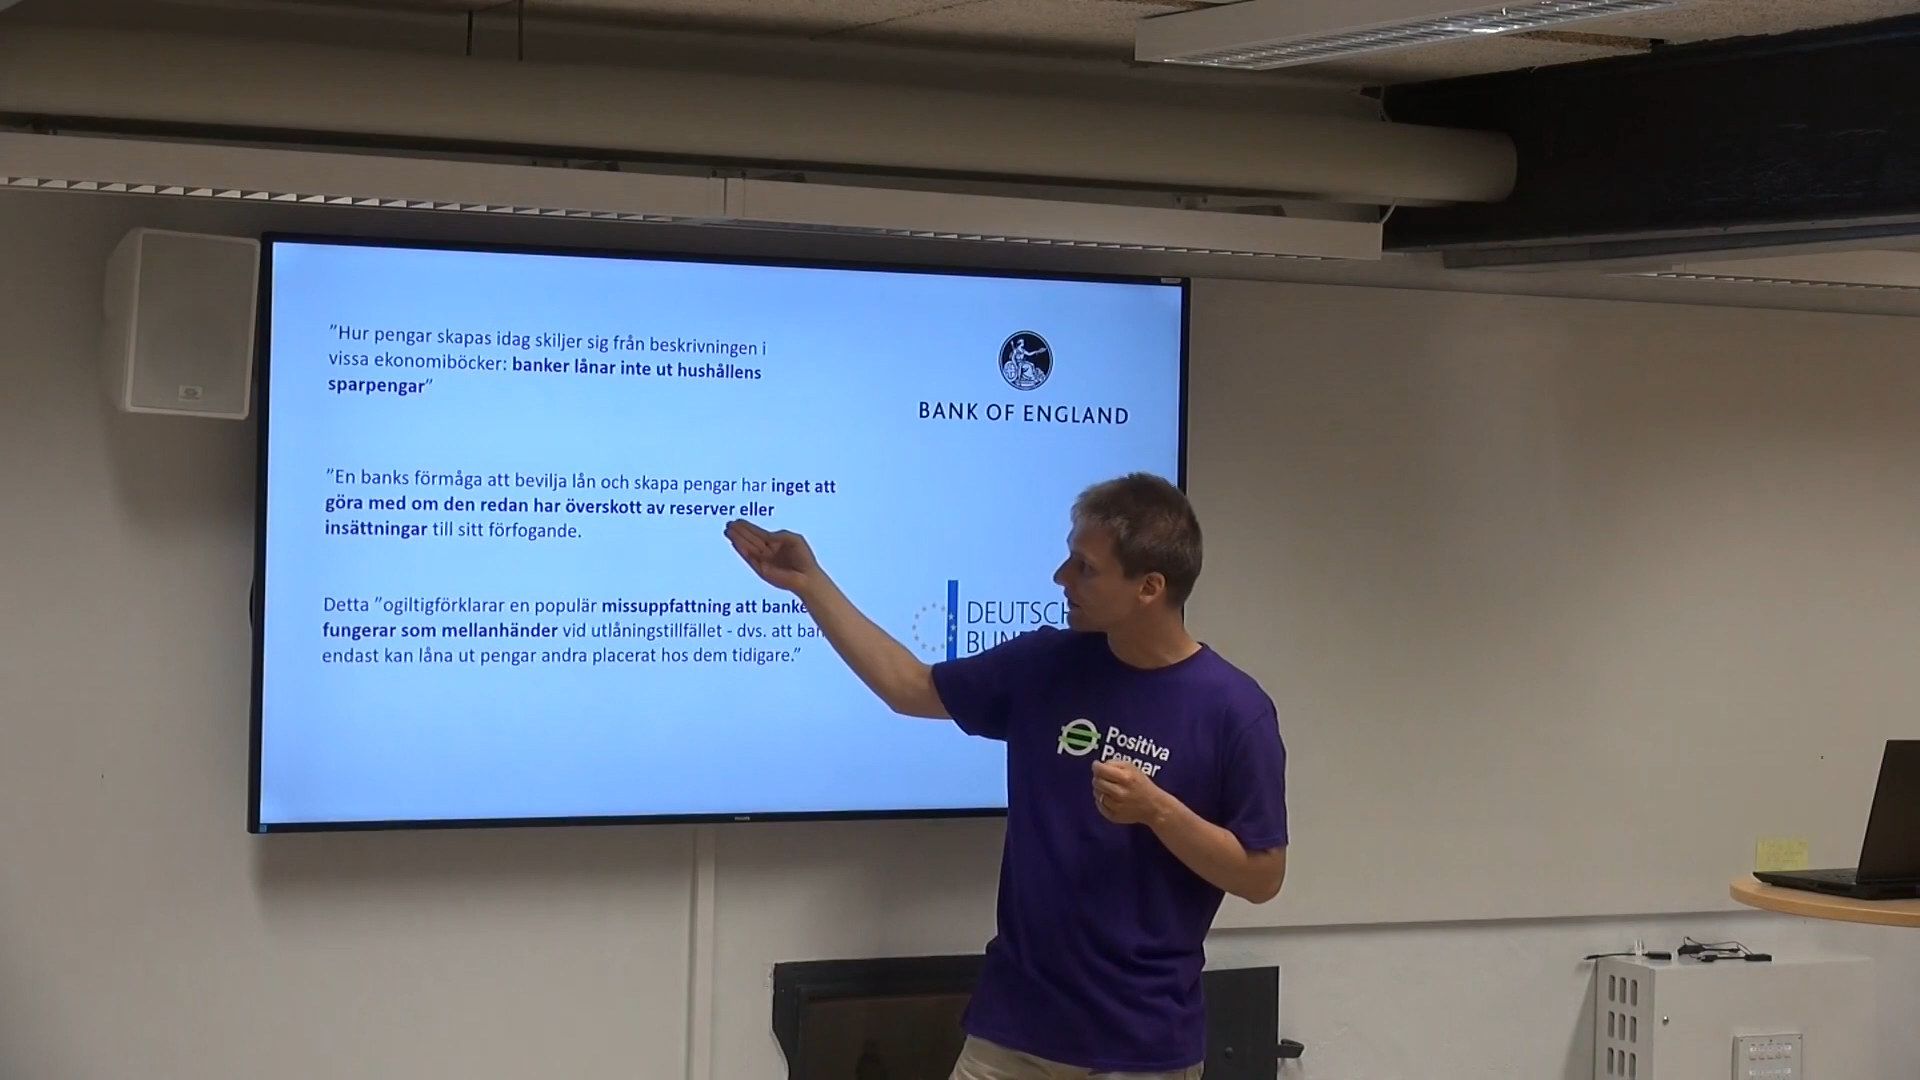 ”Hur pengar skapas idag skiljer sig från beskrivningen i
vissa ekonomiböcker: banker lånar inte ut hushållens
sparpengar”
BANK OF ENGLAND
”En banks förmåga att bevilja lån och skapa pengar har inget att
göra med om den redan har överskott av reserver eller
insättningar till sitt förfogande.
Detta ”ogiltigförklarar en populär missuppfattning att banke
fungerar som mellanhänder vid utlåningstillfället - dvs. att ban
endast kan låna ut pengar andra placerat hos dem tidigare.”
DEUTSCH
BUN
Positiva
Pengar
PHILIPS